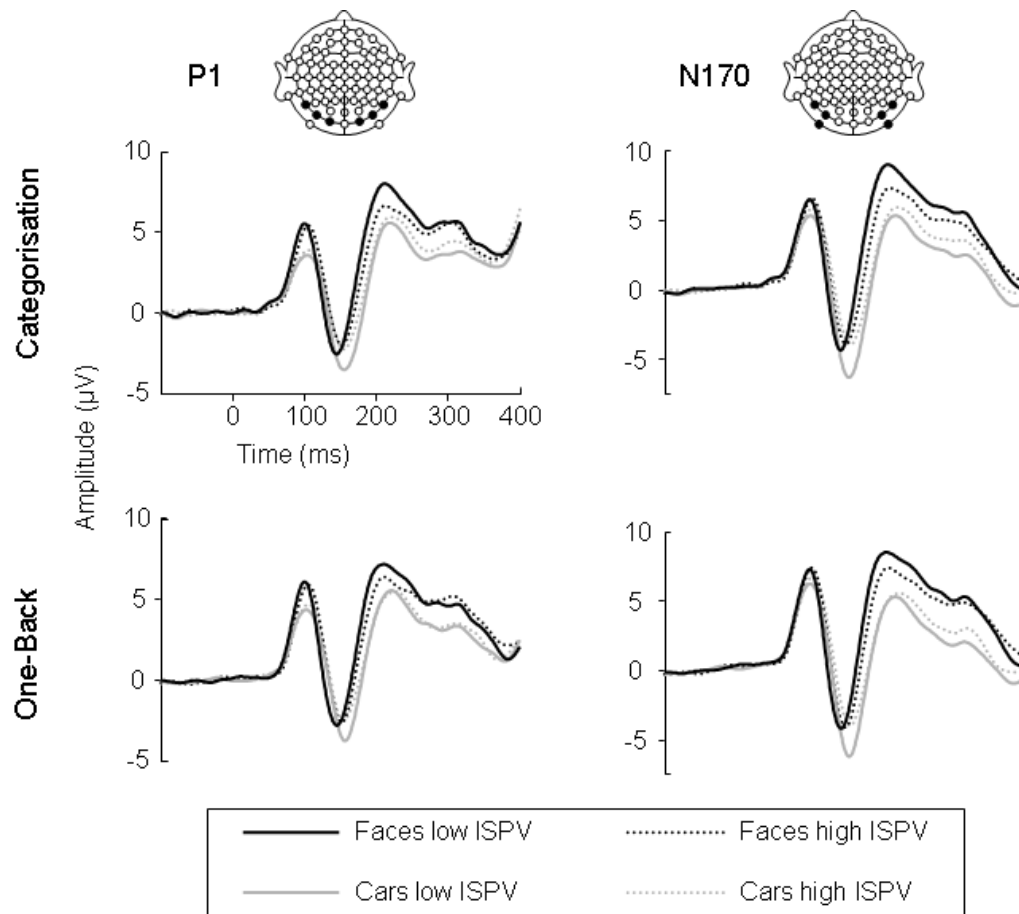 P1
N170
Categorisation
10
5
0
-5
0 100 200 300 400
Time (ms)
Amplitude (µV)
10
5
0
-5
One-Back
10
5
0
-5
10
5
0
-5
Faces low ISPV
Faces high ISPV
Cars low ISPV
Cars high ISPV